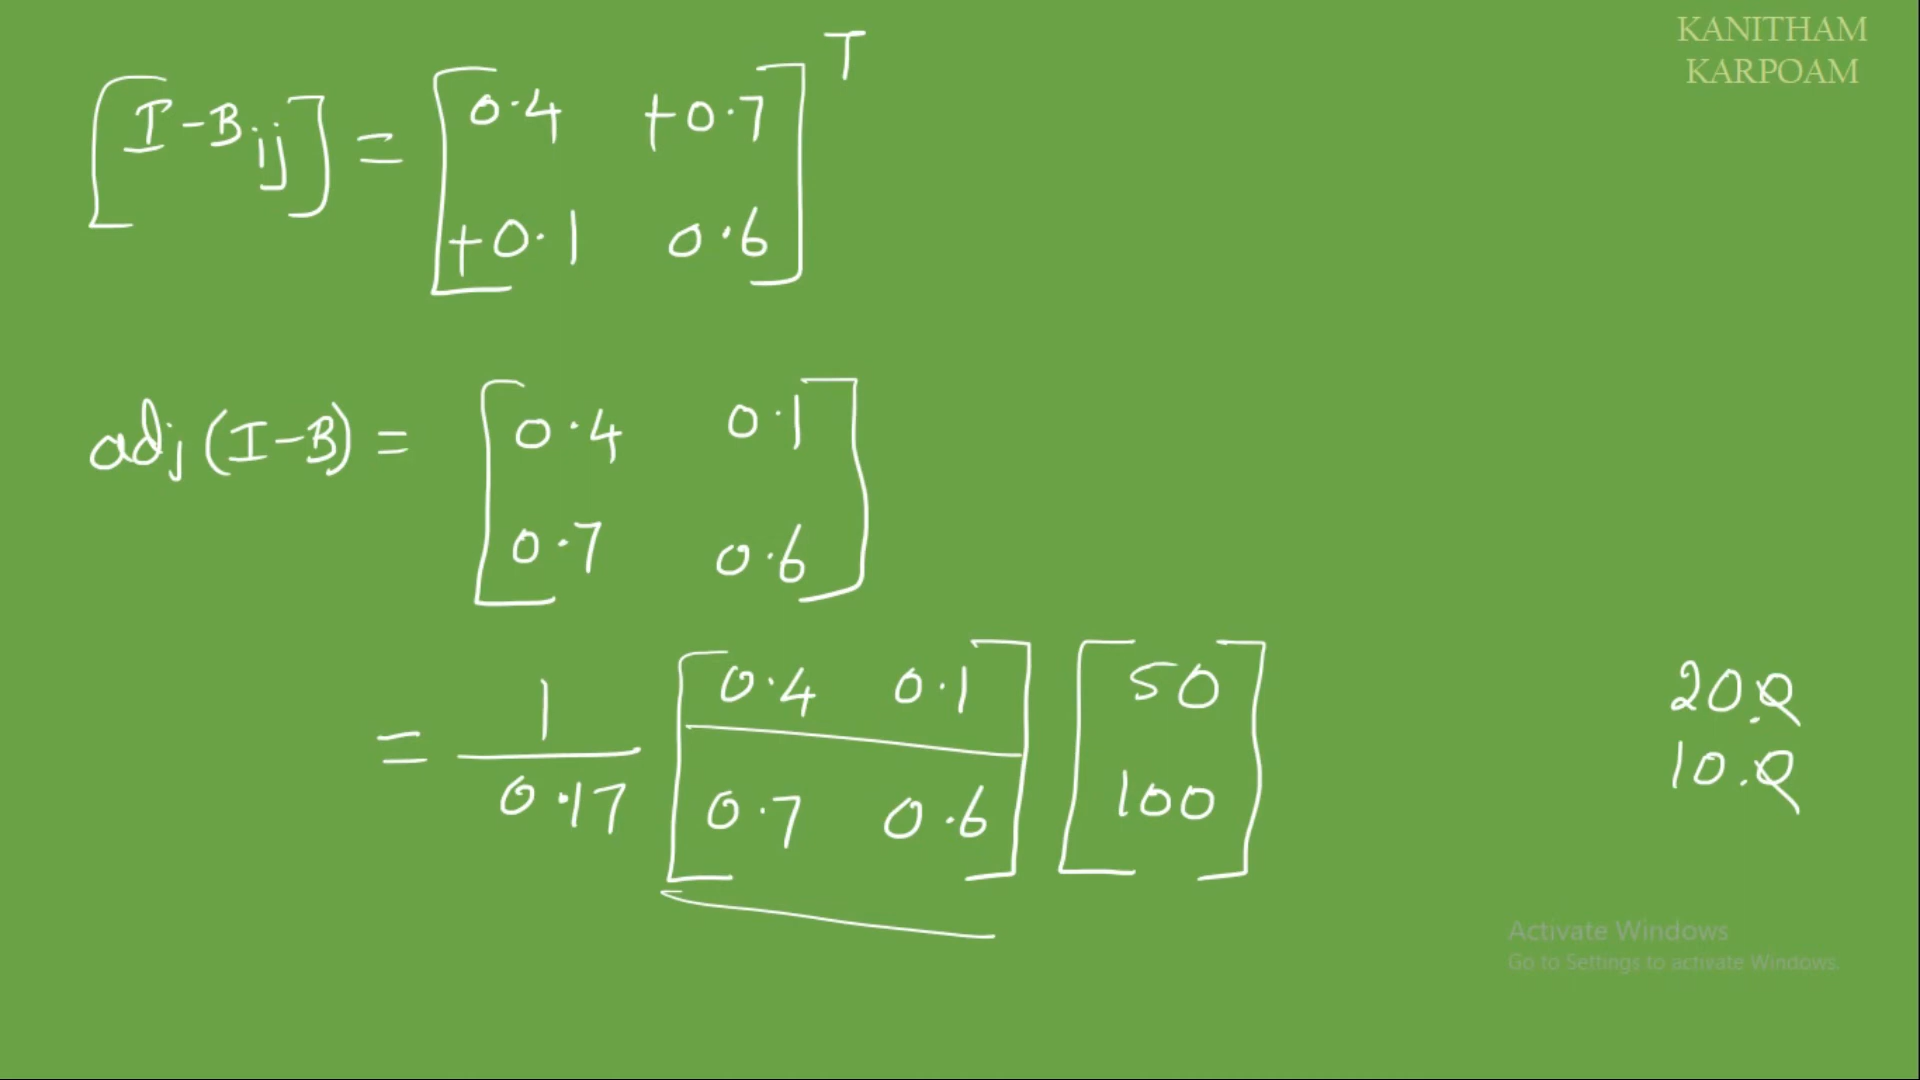 KANITHAM
KARPOAM
[I-Bij] = [0.4 +0.7
+0.1 0.6]T
adj(I-B) = [0.4 0.1
0.7 0.6]
= 1/0.17 [0.4 0.1
0.7 0.6] [50
100]
20.0
10.0
Activate Windows
Go to Settings to activate Windows.